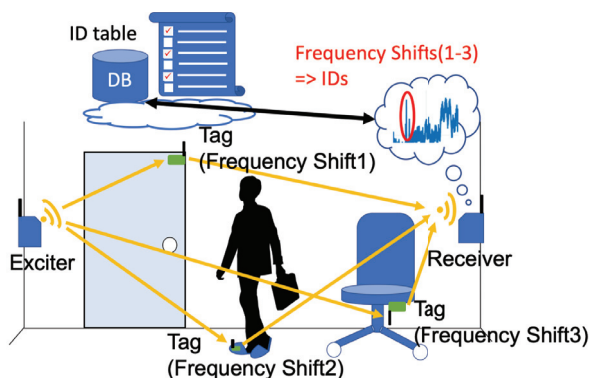 ID table
DB
Frequency Shifts(1-3)
=> IDs
Tag
(Frequency Shift1)
Exciter
Receiver
Tag
(Frequency Shift2)
Tag
(Frequency Shift3)